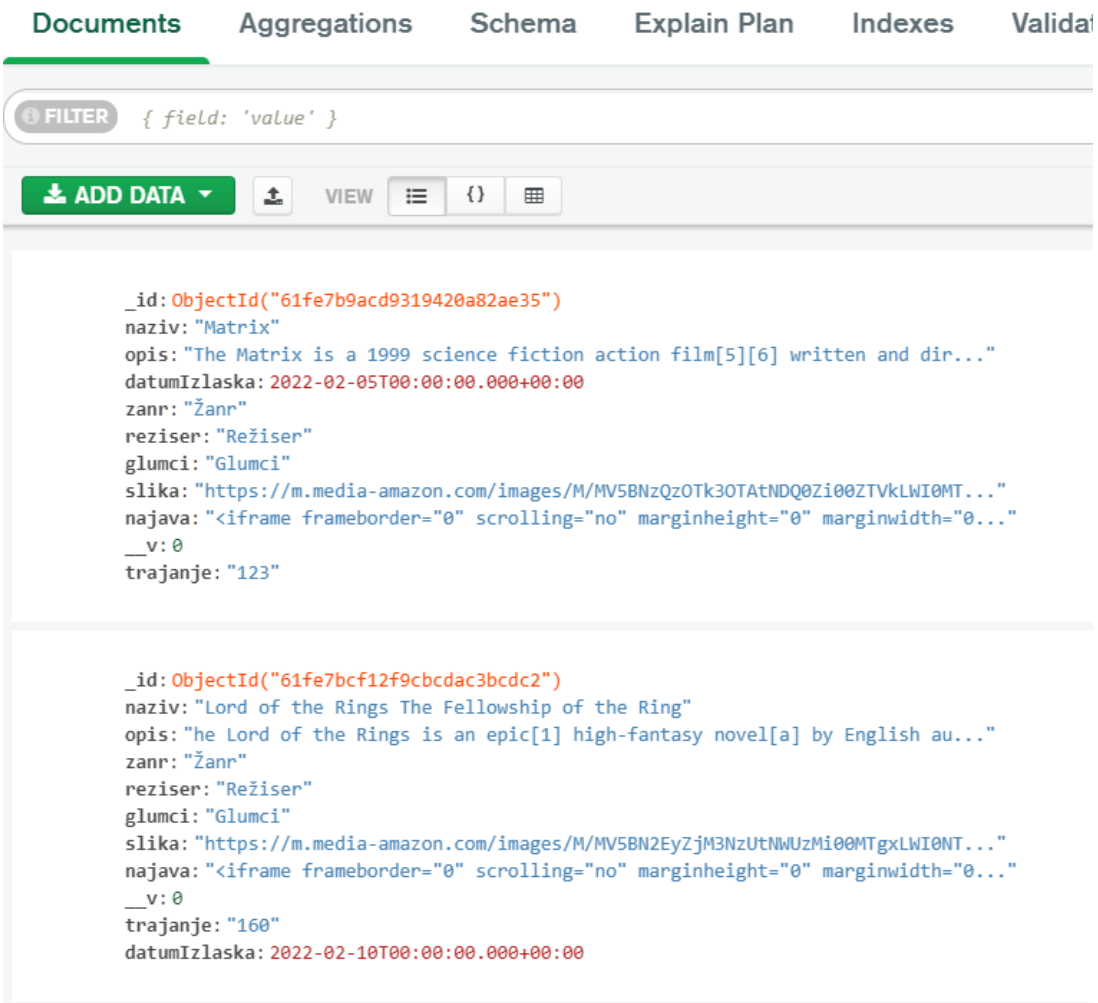 Documents Aggregations Schema Explain Plan Indexes Validat
FILTER { field: 'value' }
ADD DATA VIEW {}
_id: ObjectId("61fe7b9acd9319420a82ae35")
naziv: "Matrix"
opis: "The Matrix is a 1999 science fiction action film[5][6] written and dir..."
datumIzlaska: 2022-02-05T00:00:00.000+00:00
zanr: "Žanr"
reziser: "Režiser"
glumci: "Glumci"
slika: "https://m.media-amazon.com/images/M/MV5BNzQzOTk3OTAtNDQ0Zi00ZTVkLWI0MT..."
najava: "<iframe frameborder="0" scrolling="no" marginheight="0" marginwidth="0..."
__v: 0
trajanje: "123"
_id: ObjectId("61fe7bcf12f9cbcdac3bcdc2")
naziv: "Lord of the Rings The Fellowship of the Ring"
opis: "he Lord of the Rings is an epic[1] high-fantasy novel[a] by English au..."
zanr: "Žanr"
reziser: "Režiser"
glumci: "Glumci"
slika: "https://m.media-amazon.com/images/M/MV5BN2EyZjM3NzUtNWUzMi00MTgxLWI0NT..."
najava: "<iframe frameborder="0" scrolling="no" marginheight="0" marginwidth="0..."
__v: 0
trajanje: "160"
datumIzlaska: 2022-02-10T00:00:00.000+00:00